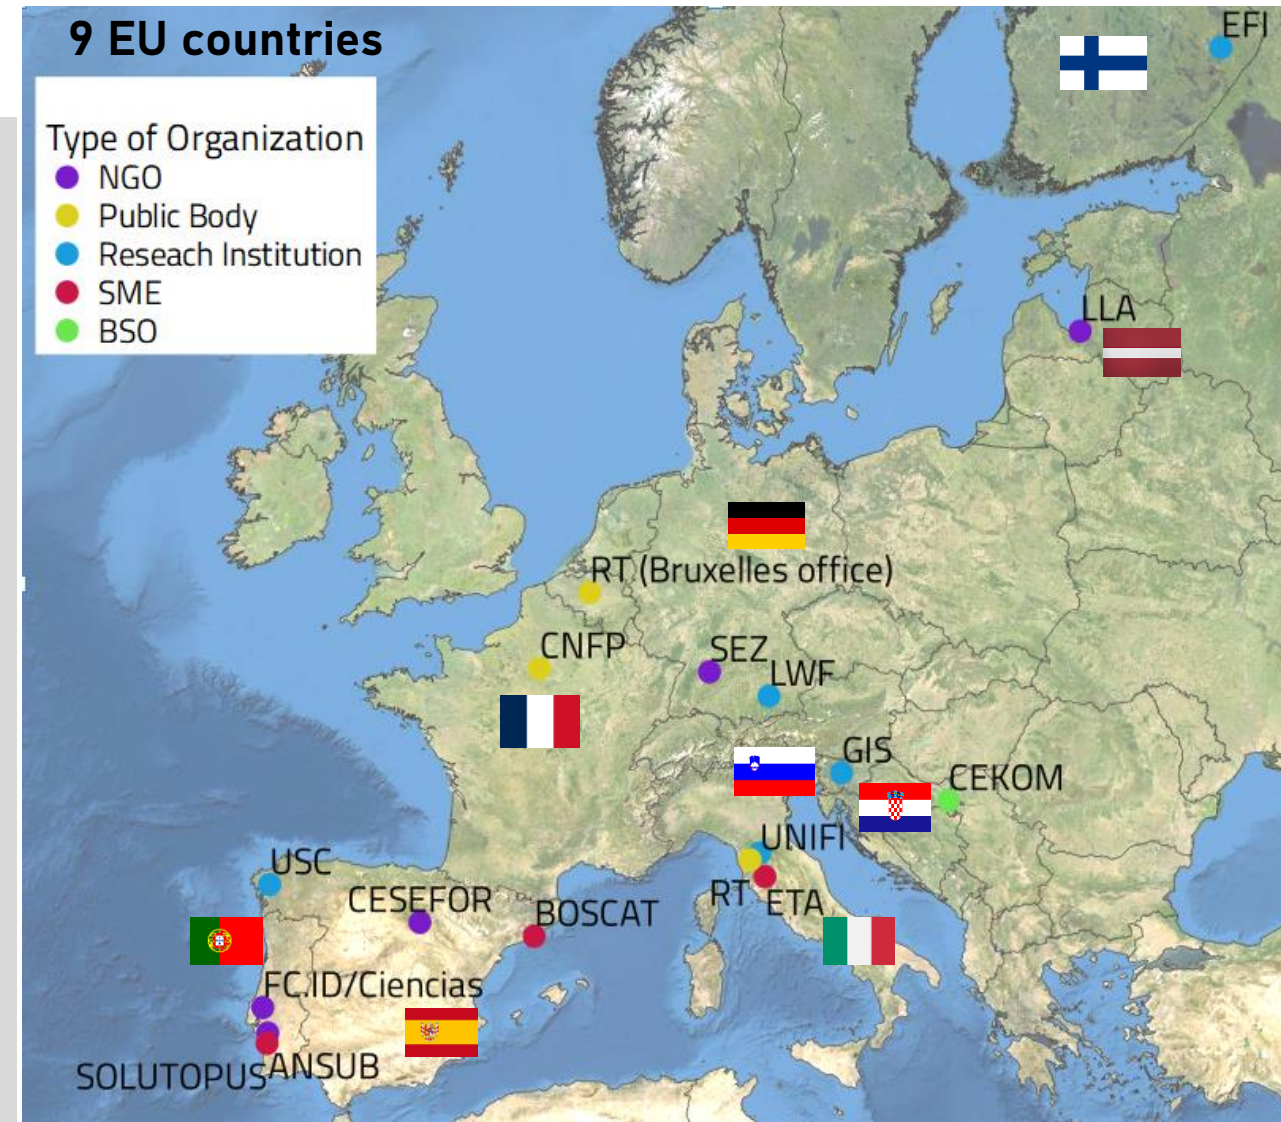 9 EU countries
Type of Organization
NGO
Public Body
Reseach Institution
SME
BSO
EFI
LLA
RT (Bruxelles office)
CNFP
SEZ
LWF
GIS
CEKOM
UNIFI
RT
ETA
USC
CESEFOR
BOSCAT
FC.ID/Ciencias
ANSUB
SOLUTOPUS